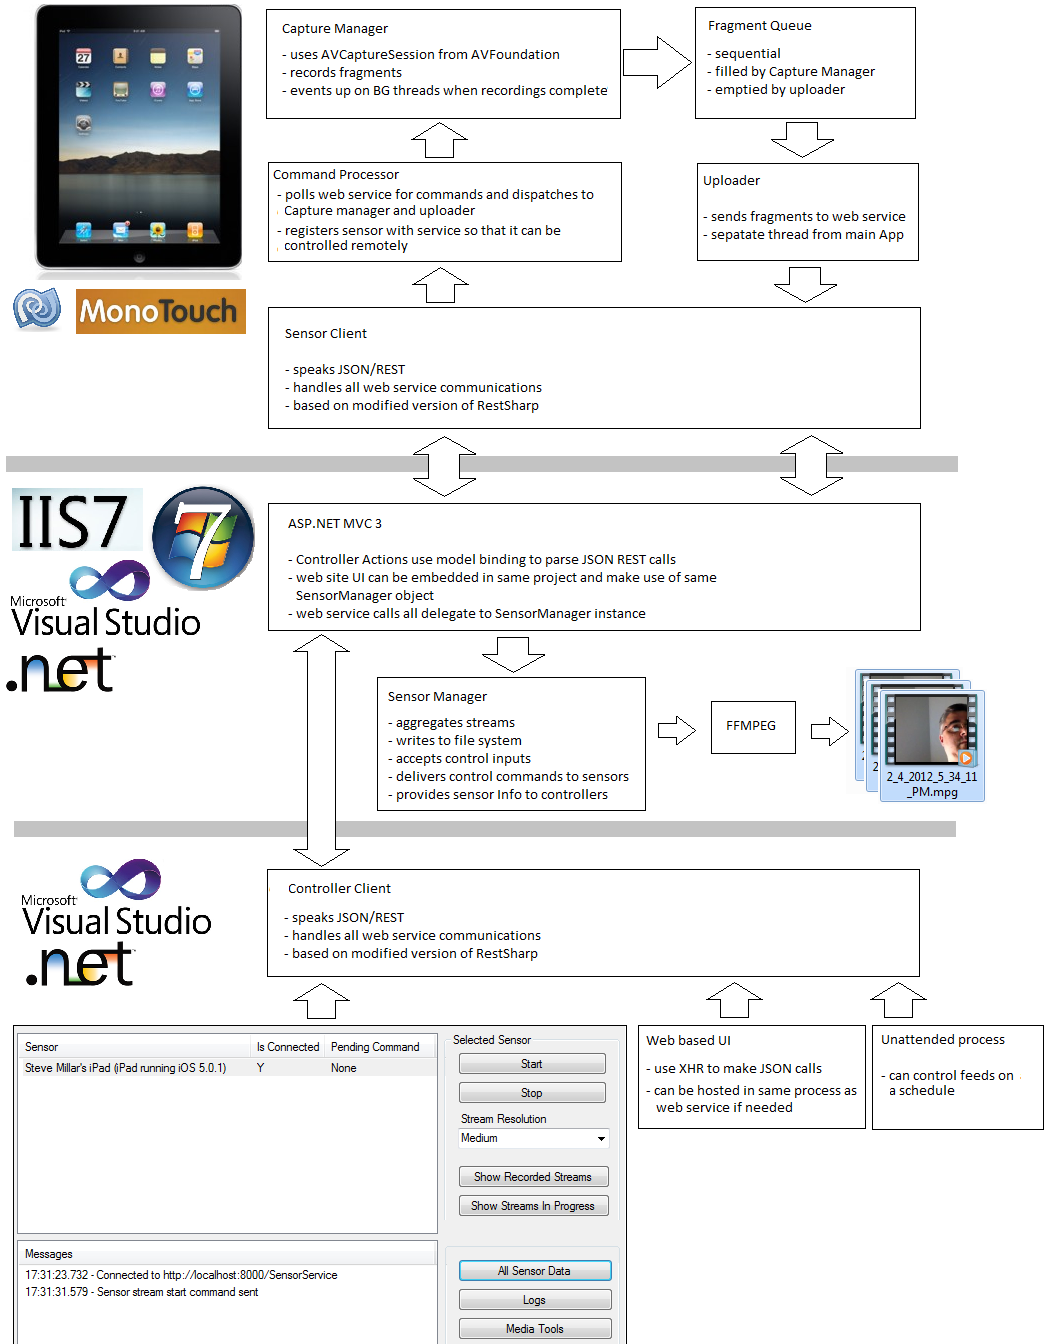 Capture Manager
- uses AVCaptureSession from AVFoundation
- records fragments
- events up on BG threads when recordings complete
Fragment Queue
- sequential
- filled by Capture Manager
- emptied by uploader
Command Processor
- polls web service for commands and dispatches to
Capture manager and uploader
- registers sensor with service so that it can be
controlled remotely
Uploader
- sends fragments to web service
- sepatate thread from main App
27
MonoTouch
Sensor Client
- speaks JSON/REST
- handles all web service communications
- based on modified version of RestSharp
IIS7
7
Microsoft
Visual Studio
.net
ASP.NET MVC 3
- Controller Actions use model binding to parse JSON REST calls
- web site UI can be embedded in same project and make use of same
SensorManager object
- web service calls all delegate to SensorManager instance
Sensor Manager
- aggregates streams
- writes to file system
- accepts control inputs
- delivers control commands to sensors
- provides sensor Info to controllers
FFMPEG
2_4_2012_5_34_11
_PM.mpg
Microsoft
Visual Studio
.net
Controller Client
- speaks JSON/REST
- handles all web service communications
- based on modified version of RestSharp
Sensor Is Connected Pending Command
Steve Millar's iPad (iPad running iOS 5.0.1) Y None
Selected Sensor
Start
Stop
Stream Resolution
Medium
Show Recorded Streams
Show Streams In Progress
Messages
17:31:23.732 - Connected to http://localhost:8000/SensorService
17:31:31.579 - Sensor stream start command sent
All Sensor Data
Logs
Media Tools
Web based UI
- use XHR to make JSON calls
- can be hosted in same process as
web service if needed
Unattended process
- can control feeds on
a schedule